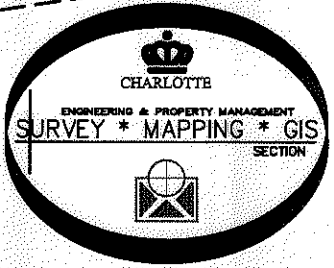 CHARLOTTE
ENGINEERING & PROPERTY MANAGEMENT
SURVEY * MAPPING * GIS
SECTION